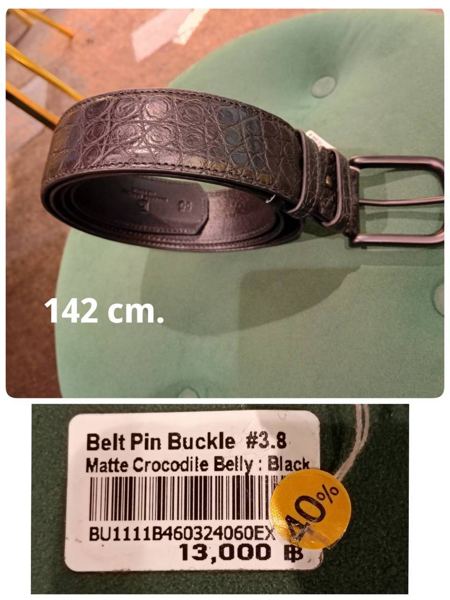 142 cm.
Belt Pin Buckle #3.8
Matte Crocodile Belly : Black
BU1111B460324060EX
40%
13,000 ฿